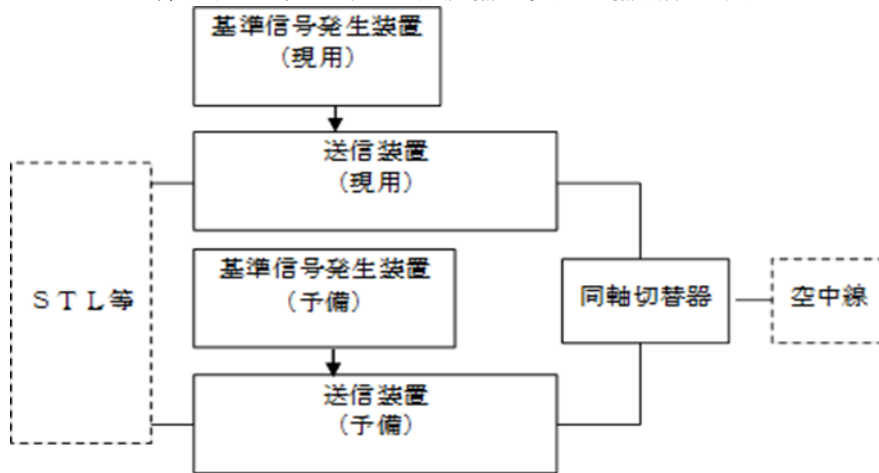 基準信号発生装置
（現用）
送信装置
（現用）
基準信号発生装置
（予備）
ＳＴＬ等
同軸切替器
空中線
送信装置
（予備）